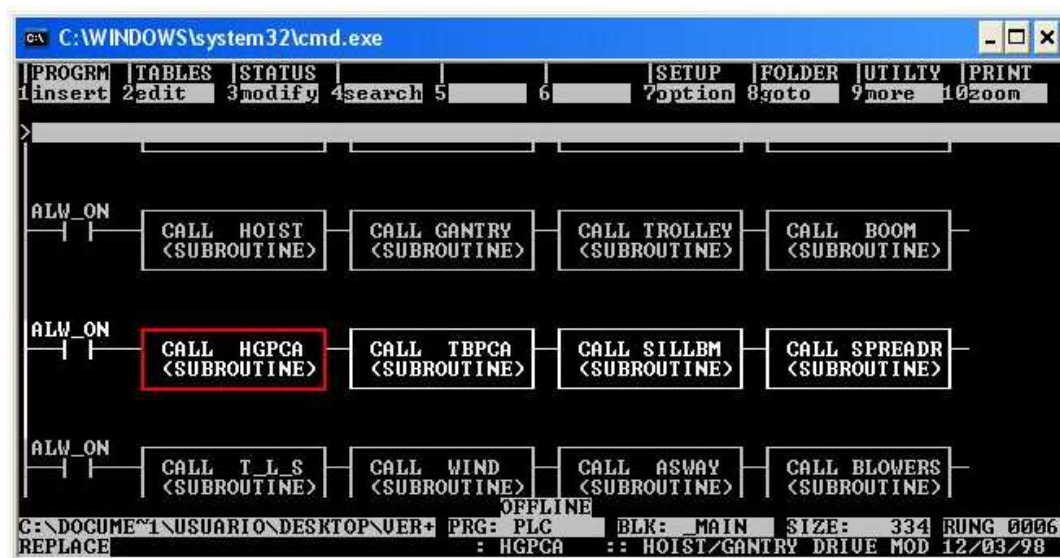 C:\WINDOWS\system32\cmd.exe
PROGRM TABLES STATUS SETUP FOLDER UTILTY PRINT
1insert 2edit 3modify 4search 5 6 7option 8goto 9more 10zoom
>
ALW_ON
CALL HOIST CALL GANTRY CALL TROLLEY CALL BOOM
(SUBROUTINE) (SUBROUTINE) (SUBROUTINE) (SUBROUTINE)
ALW_ON
CALL HGPCA CALL TBPCA CALL SILLBM CALL SPREADR
(SUBROUTINE) (SUBROUTINE) (SUBROUTINE) (SUBROUTINE)
ALW_ON
CALL T_L_S CALL WIND CALL ASWAY CALL BLOWERS
(SUBROUTINE) (SUBROUTINE) (SUBROUTINE) (SUBROUTINE)
OFFLINE
C:\DOCUME~1\USUARIO\DESKTOP\VER+ PRG: PLC BLK: _MAIN SIZE: 334 RUNG 0006
REPLACE : HGPCA :: HOIST/GANTRY DRIVE MOD 12/03/98